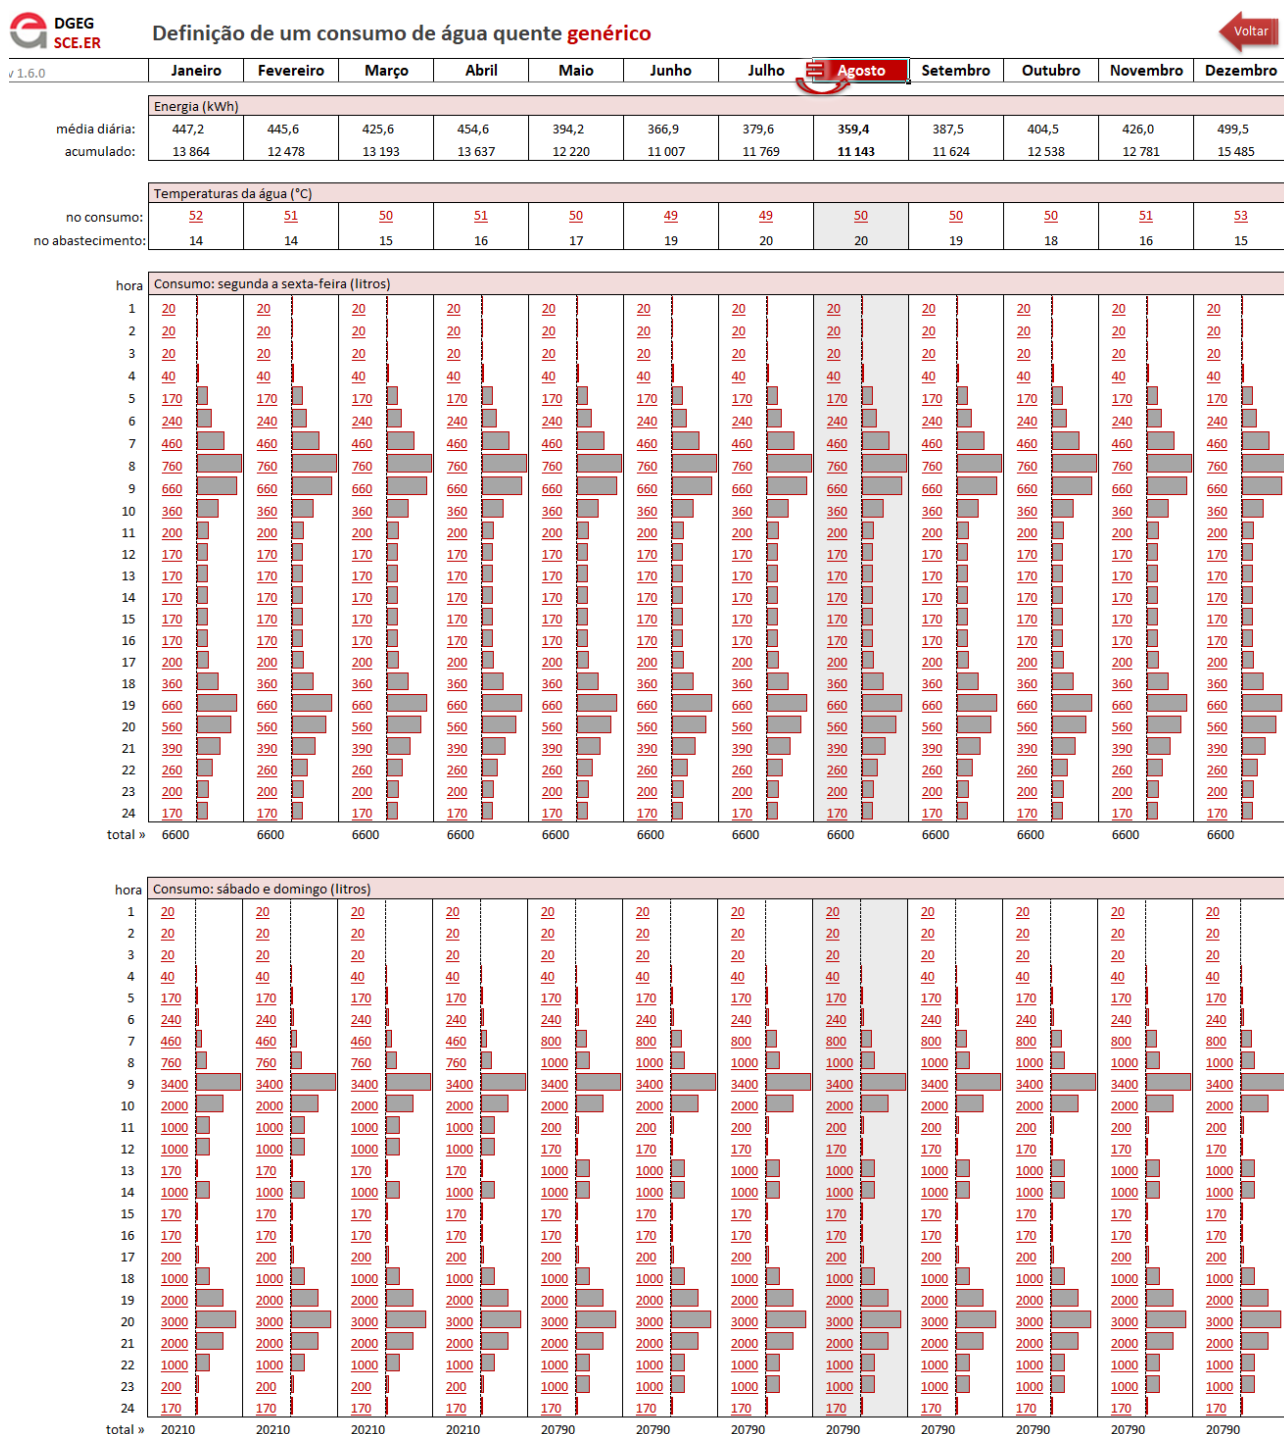 DGEG
SCE.ER
Definição de um consumo de água quente genérico
Voltar
v 1.6.0 Janeiro Fevereiro Março Abril Maio Junho Julho Agosto Setembro Outubro Novembro Dezembro
Energia (kWh)
média diária: 447,2 445,6 425,6 454,6 394,2 366,9 379,6 359,4 387,5 404,5 426,0 499,5
acumulado: 13 864 12 478 13 193 13 637 12 220 11 007 11 769 11 143 11 624 12 538 12 781 15 485
Temperaturas da água (°C)
no consumo: 52 51 50 51 50 49 49 50 50 50 51 53
no abastecimento: 14 14 15 16 17 19 20 20 19 18 16 15
hora Consumo: segunda a sexta-feira (litros)
1 20 20 20 20 20 20 20 20 20 20 20 20
2 20 20 20 20 20 20 20 20 20 20 20 20
3 20 20 20 20 20 20 20 20 20 20 20 20
4 40 40 40 40 40 40 40 40 40 40 40 40
5 170 170 170 170 170 170 170 170 170 170 170 170
6 240 240 240 240 240 240 240 240 240 240 240 240
7 460 460 460 460 460 460 460 460 460 460 460 460
8 760 760 760 760 760 760 760 760 760 760 760 760
9 660 660 660 660 660 660 660 660 660 660 660 660
10 360 360 360 360 360 360 360 360 360 360 360 360
11 200 200 200 200 200 200 200 200 200 200 200 200
12 170 170 170 170 170 170 170 170 170 170 170 170
13 170 170 170 170 170 170 170 170 170 170 170 170
14 170 170 170 170 170 170 170 170 170 170 170 170
15 170 170 170 170 170 170 170 170 170 170 170 170
16 170 170 170 170 170 170 170 170 170 170 170 170
17 200 200 200 200 200 200 200 200 200 200 200 200
18 360 360 360 360 360 360 360 360 360 360 360 360
19 660 660 660 660 660 660 660 660 660 660 660 660
20 560 560 560 560 560 560 560 560 560 560 560 560
21 390 390 390 390 390 390 390 390 390 390 390 390
22 260 260 260 260 260 260 260 260 260 260 260 260
23 200 200 200 200 200 200 200 200 200 200 200 200
24 170 170 170 170 170 170 170 170 170 170 170 170
total » 6600 6600 6600 6600 6600 6600 6600 6600 6600 6600 6600 6600
hora Consumo: sábado e domingo (litros)
1 20 20 20 20 20 20 20 20 20 20 20 20
2 20 20 20 20 20 20 20 20 20 20 20 20
3 20 20 20 20 20 20 20 20 20 20 20 20
4 40 40 40 40 40 40 40 40 40 40 40 40
5 170 170 170 170 170 170 170 170 170 170 170 170
6 240 240 240 240 240 240 240 240 240 240 240 240
7 460 460 460 460 800 800 800 800 800 800 800 800
8 760 760 760 760 1000 1000 1000 1000 1000 1000 1000 1000
9 3400 3400 3400 3400 3400 3400 3400 3400 3400 3400 3400 3400
10 2000 2000 2000 2000 2000 2000 2000 2000 2000 2000 2000 2000
11 1000 1000 1000 1000 200 200 200 200 200 200 200 200
12 1000 1000 1000 1000 170 170 170 170 170 170 170 170
13 170 170 170 170 1000 1000 1000 1000 1000 1000 1000 1000
14 1000 1000 1000 1000 1000 1000 1000 1000 1000 1000 1000 1000
15 170 170 170 170 170 170 170 170 170 170 170 170
16 170 170 170 170 170 170 170 170 170 170 170 170
17 200 200 200 200 200 200 200 200 200 200 200 200
18 1000 1000 1000 1000 1000 1000 1000 1000 1000 1000 1000 1000
19 2000 2000 2000 2000 2000 2000 2000 2000 2000 2000 2000 2000
20 3000 3000 3000 3000 3000 3000 3000 3000 3000 3000 3000 3000
21 2000 2000 2000 2000 2000 2000 2000 2000 2000 2000 2000 2000
22 1000 1000 1000 1000 1000 1000 1000 1000 1000 1000 1000 1000
23 200 200 200 200 1000 1000 1000 1000 1000 1000 1000 1000
24 170 170 170 170 170 170 170 170 170 170 170 170
total » 20210 20210 20210 20210 20790 20790 20790 20790 20790 20790 20790 20790